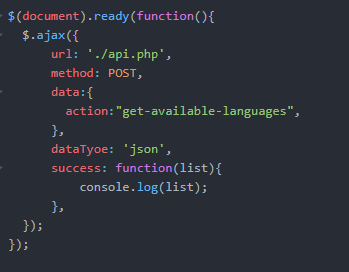 $(document).ready(function(){
$.ajax({
url: './api.php',
method: POST,
data:{
action:"get-available-languages",
},
dataTyoe: 'json',
success: function(list){
console.log(list);
},
});
});